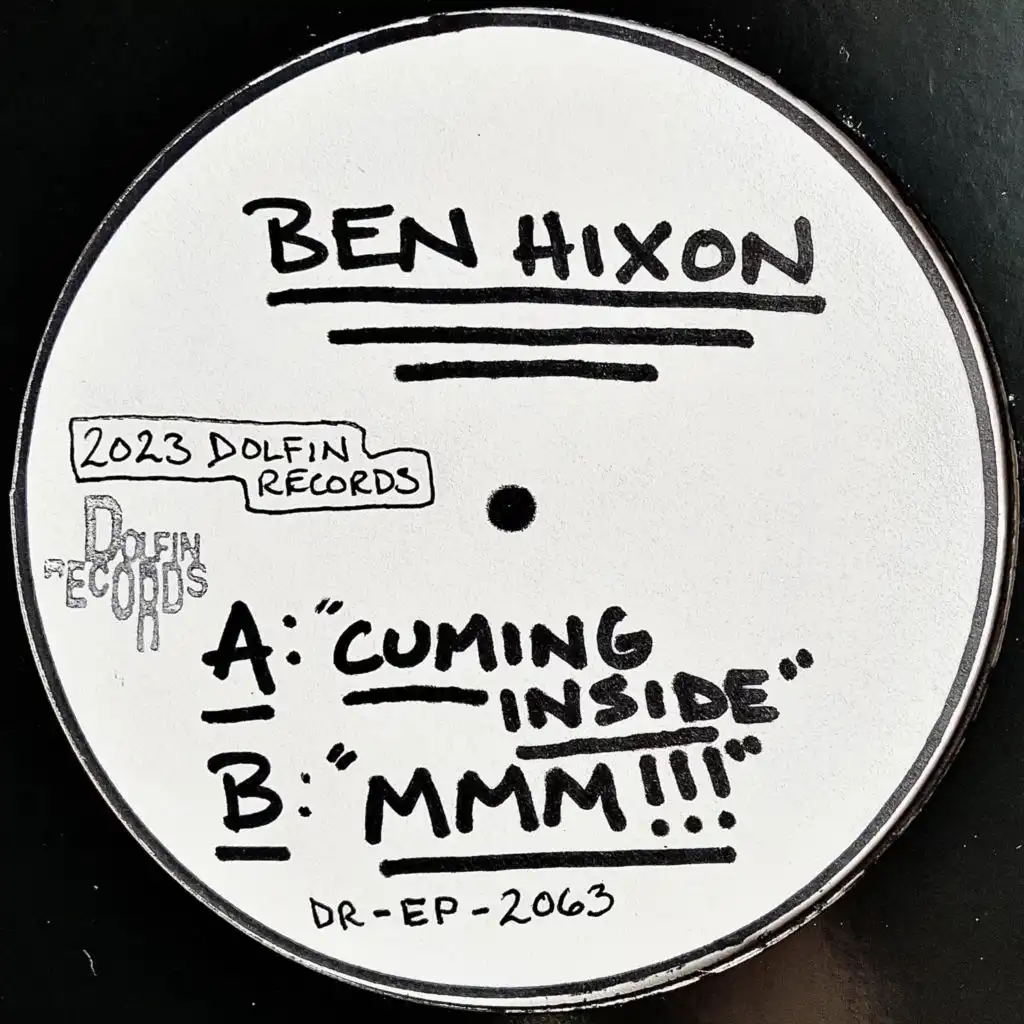 BEN HIXON
2023 DOLFIN
RECORDS
DOLFIN
RECORDS
A: "CUMING
INSIDE"
B: "MMM!!!"
DR-EP-2063